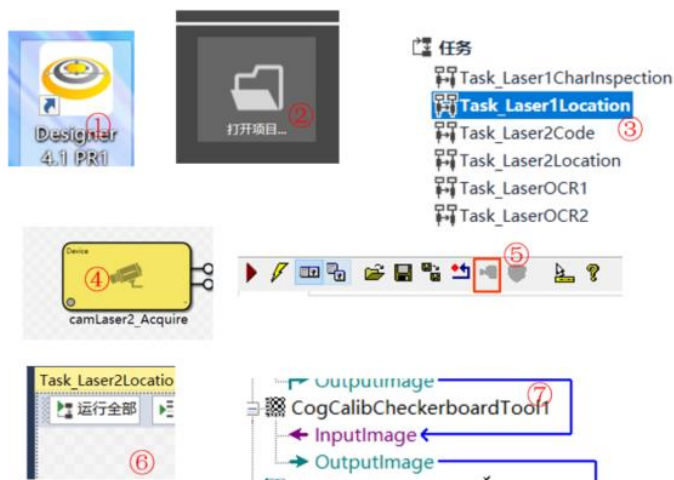 Designer
4.1 PR1
①
打开项目...
②
任务
Task_Laser1CharInspection
Task_Laser1Location
③
Task_Laser2Code
Task_Laser2Location
Task_LaserOCR1
Task_LaserOCR2
Device
④
camLaser2_Acquire
⑤
Task_Laser2Locatio
运行全部
⑥
OutputImage
⑦
CogCalibCheckerboardTool1
InputImage
OutputImage